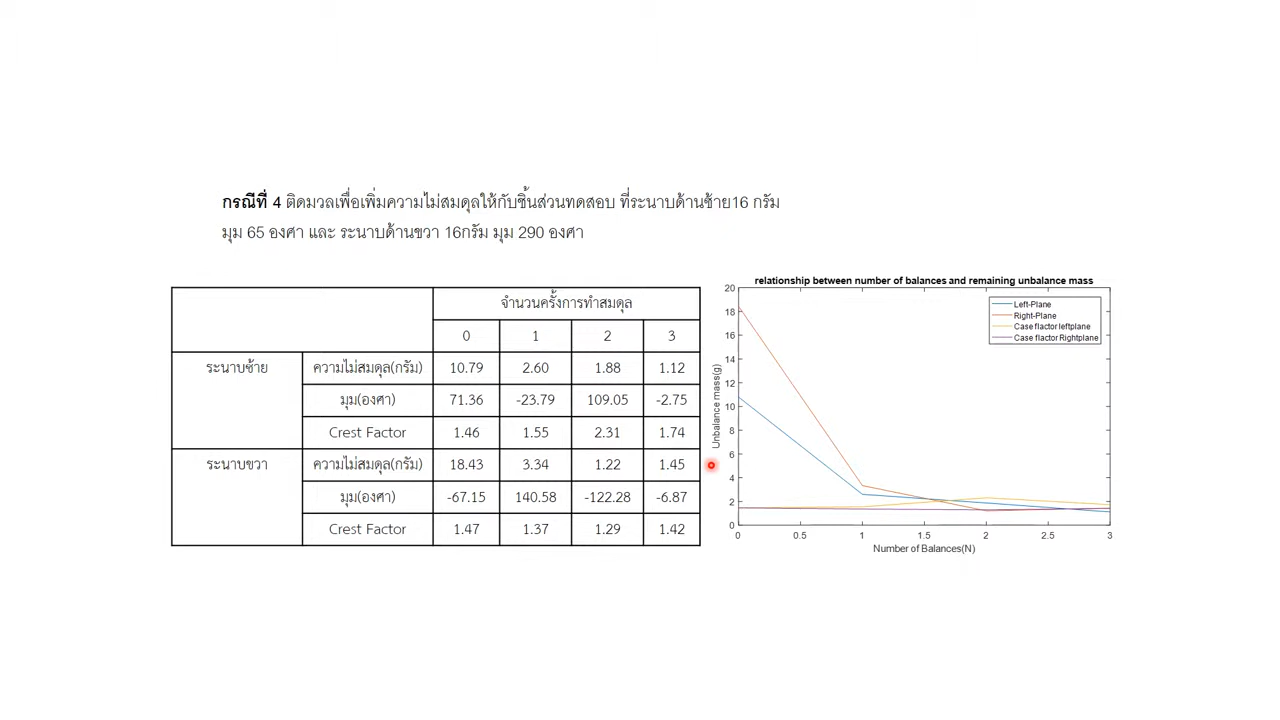 กรณีที่ 4 ติดมวลเพื่อเพิ่มความไม่สมดุลให้กับชิ้นส่วนทดสอบ ที่ระนาบด้านซ้าย16 กรัม
มุม 65 องศา และ ระนาบด้านขวา 16กรัม มุม 290 องศา
จำนวนครั้งการทำสมดุล
0 1 2 3
ระนาบซ้าย ความไม่สมดุล(กรัม) 10.79 2.60 1.88 1.12
มุม(องศา) 71.36 -23.79 109.05 -2.75
Crest Factor 1.46 1.55 2.31 1.74
ระนาบขวา ความไม่สมดุล(กรัม) 18.43 3.34 1.22 1.45
มุม(องศา) -67.15 140.58 -122.28 -6.87
Crest Factor 1.47 1.37 1.29 1.42
relationship between number of balances and remaining unbalance mass
Left-Plane
Right-Plane
Case flactor leftplane
Case flactor Rightplane
Unbalance mass(g)
20
18
16
14
12
10
8
6
4
2
0
0 0.5 1 1.5 2 2.5 3
Number of Balances(N)